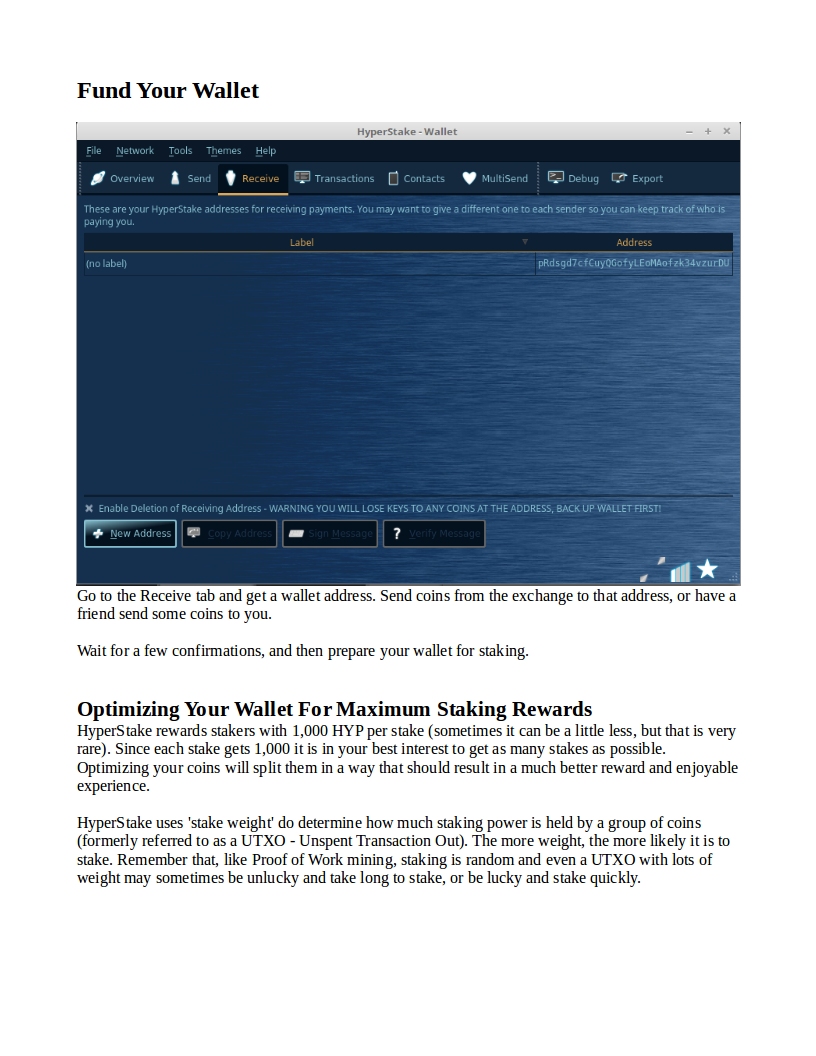 Fund Your Wallet
HyperStake - Wallet
File Network Tools Themes Help
Overview Send Receive Transactions Contacts MultiSend Debug Export
These are your HyperStake addresses for receiving payments. You may want to give a different one to each sender so you can keep track of who is
paying you.
Label Address
(no label) pRdsgd7cfCuyQGofyLEoMAofzk34vzurDU
Enable Deletion of Receiving Address - WARNING YOU WILL LOSE KEYS TO ANY COINS AT THE ADDRESS, BACK UP WALLET FIRST!
New Address Copy Address Sign Message Verify Message
Go to the Receive tab and get a wallet address. Send coins from the exchange to that address, or have a
friend send some coins to you.
Wait for a few confirmations, and then prepare your wallet for staking.
Optimizing Your Wallet For Maximum Staking Rewards
HyperStake rewards stakers with 1,000 HYP per stake (sometimes it can be a little less, but that is very
rare). Since each stake gets 1,000 it is in your best interest to get as many stakes as possible.
Optimizing your coins will split them in a way that should result in a much better reward and enjoyable
experience.
HyperStake uses 'stake weight' do determine how much staking power is held by a group of coins
(formerly referred to as a UTXO - Unspent Transaction Out). The more weight, the more likely it is to
stake. Remember that, like Proof of Work mining, staking is random and even a UTXO with lots of
weight may sometimes be unlucky and take long to stake, or be lucky and stake quickly.